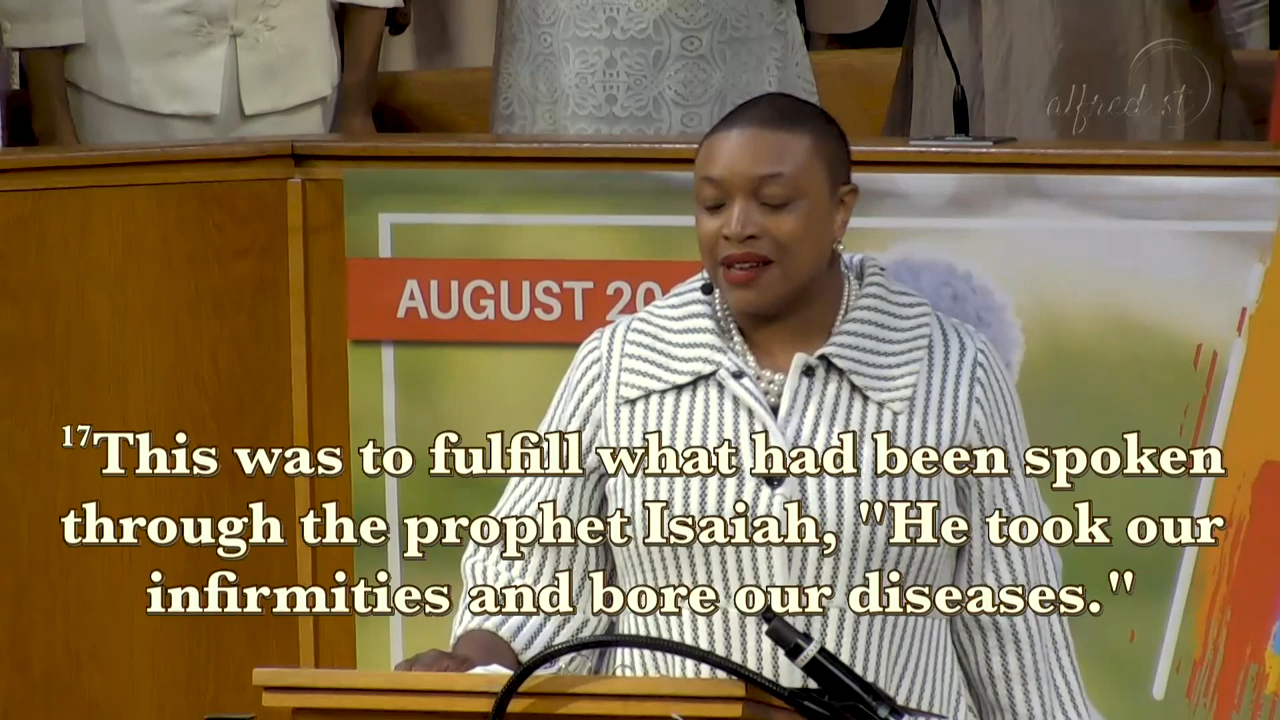 alfred st
AUGUST 20
17This was to fulfill what had been spoken
through the prophet Isaiah, "He took our
infirmities and bore our diseases."